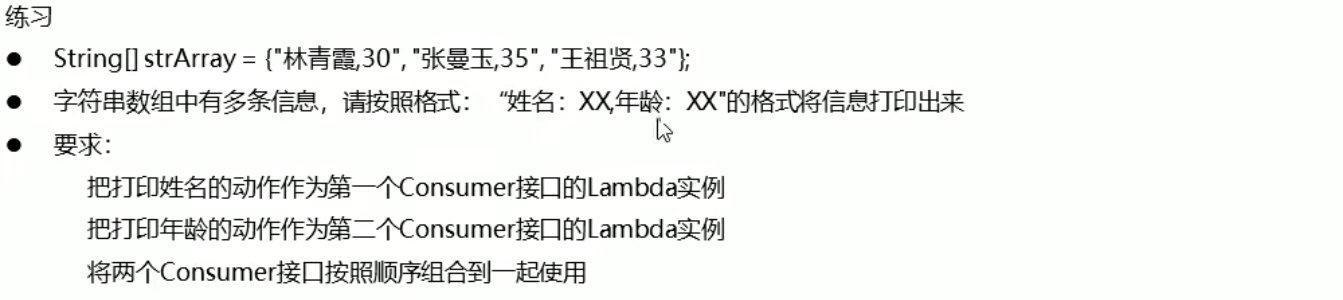 练习
● String[] strArray = {"林青霞,30", "张曼玉,35", "王祖贤,33"};
● 字符串数组中有多条信息，请按照格式：“姓名：XX,年龄：XX"的格式将信息打印出来
● 要求：
把打印姓名的动作作为第一个Consumer接口的Lambda实例
把打印年龄的动作作为第二个Consumer接口的Lambda实例
将两个Consumer接口按照顺序组合到一起使用